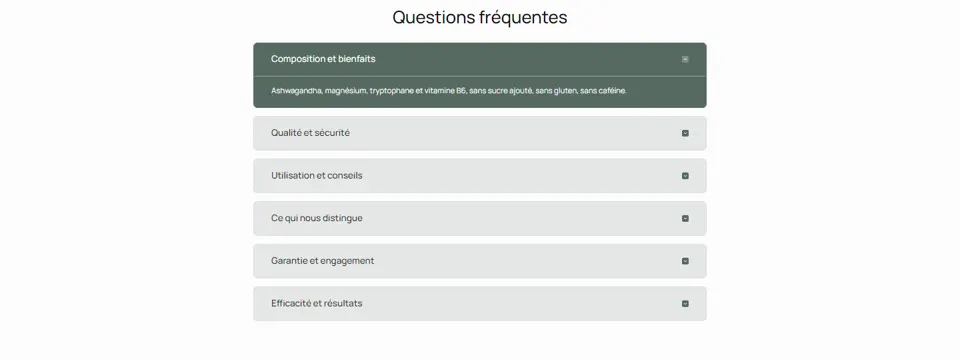 Questions fréquentes
Composition et bienfaits
Ashwagandha, magnésium, tryptophane et vitamine B6, sans sucre ajouté, sans gluten, sans caféine.
Qualité et sécurité
Utilisation et conseils
Ce qui nous distingue
Garantie et engagement
Efficacité et résultats